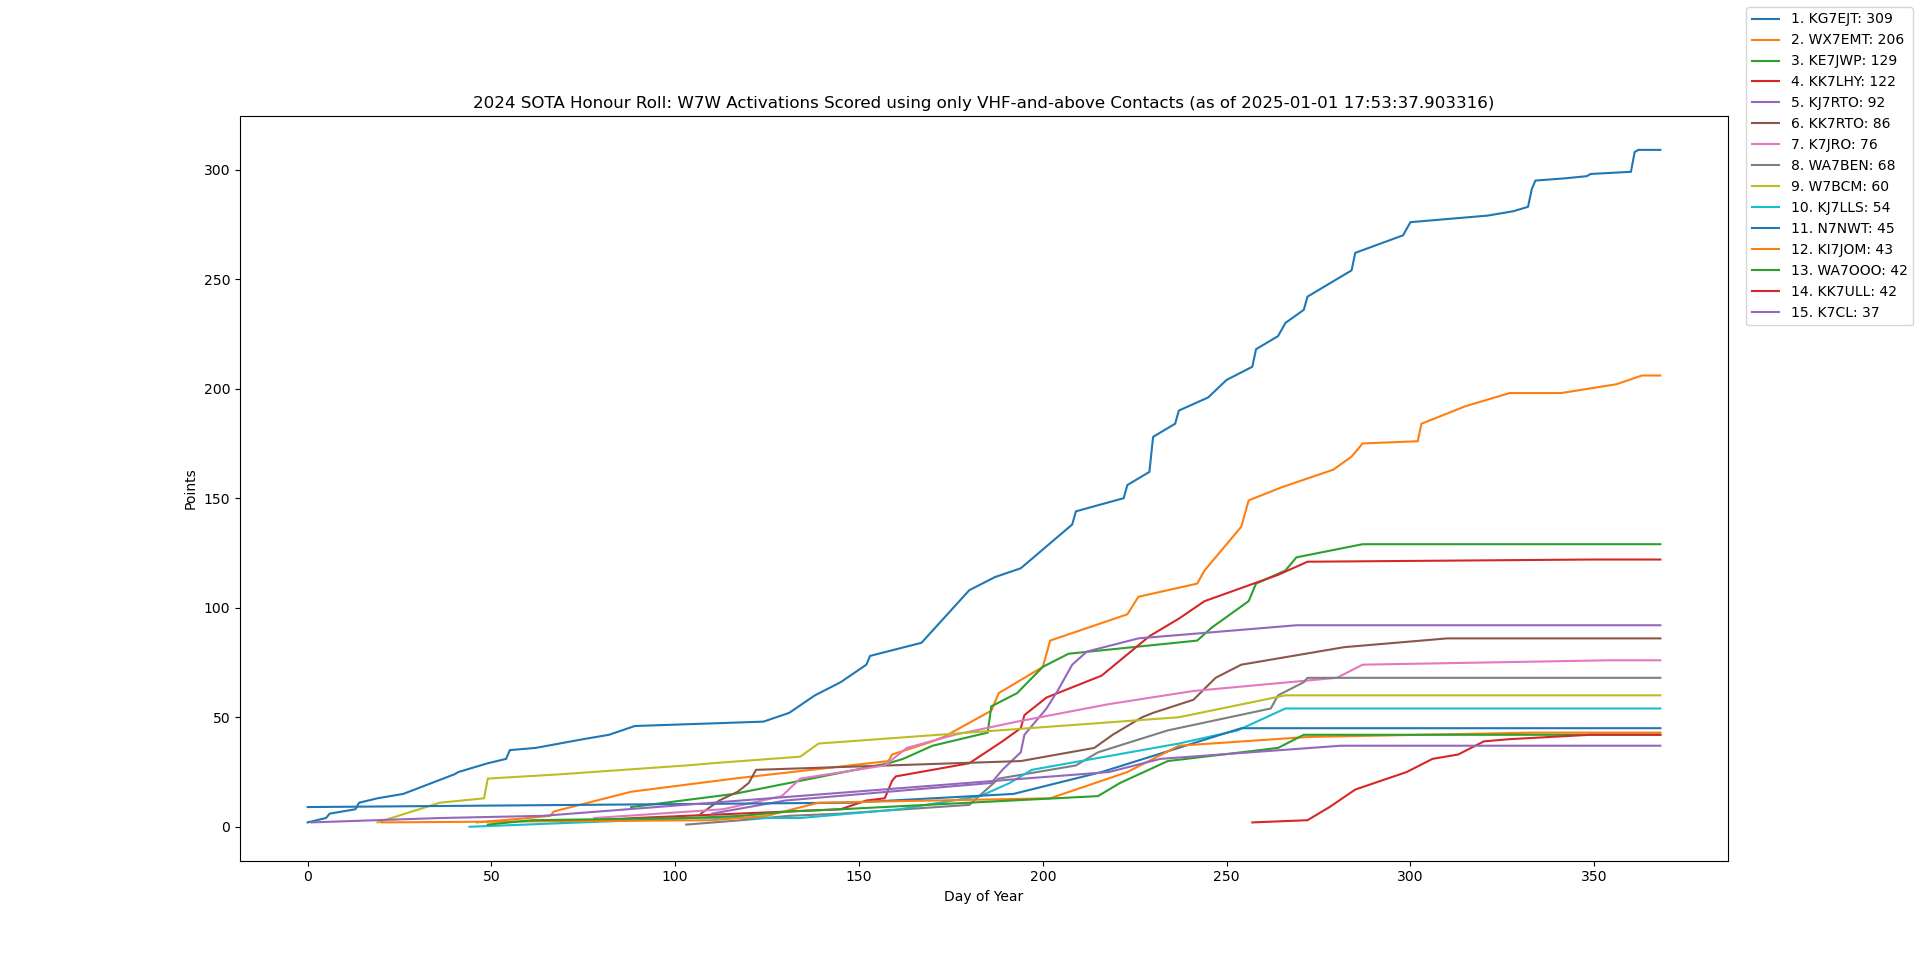 1. KG7EJT: 309
2. WX7EMT: 206
3. KE7JWP: 129
4. KK7LHY: 122
5. KJ7RTO: 92
6. KK7RTO: 86
7. K7JRO: 76
8. WA7BEN: 68
9. W7BCM: 60
10. KJ7LLS: 54
11. N7NWT: 45
12. KI7JOM: 43
13. WA7OOO: 42
14. KK7ULL: 42
15. K7CL: 37
2024 SOTA Honour Roll: W7W Activations Scored using only VHF-and-above Contacts (as of 2025-01-01 17:53:37.903316)
Points
300
250
200
150
100
50
0
0 50 100 150 200 250 300 350
Day of Year